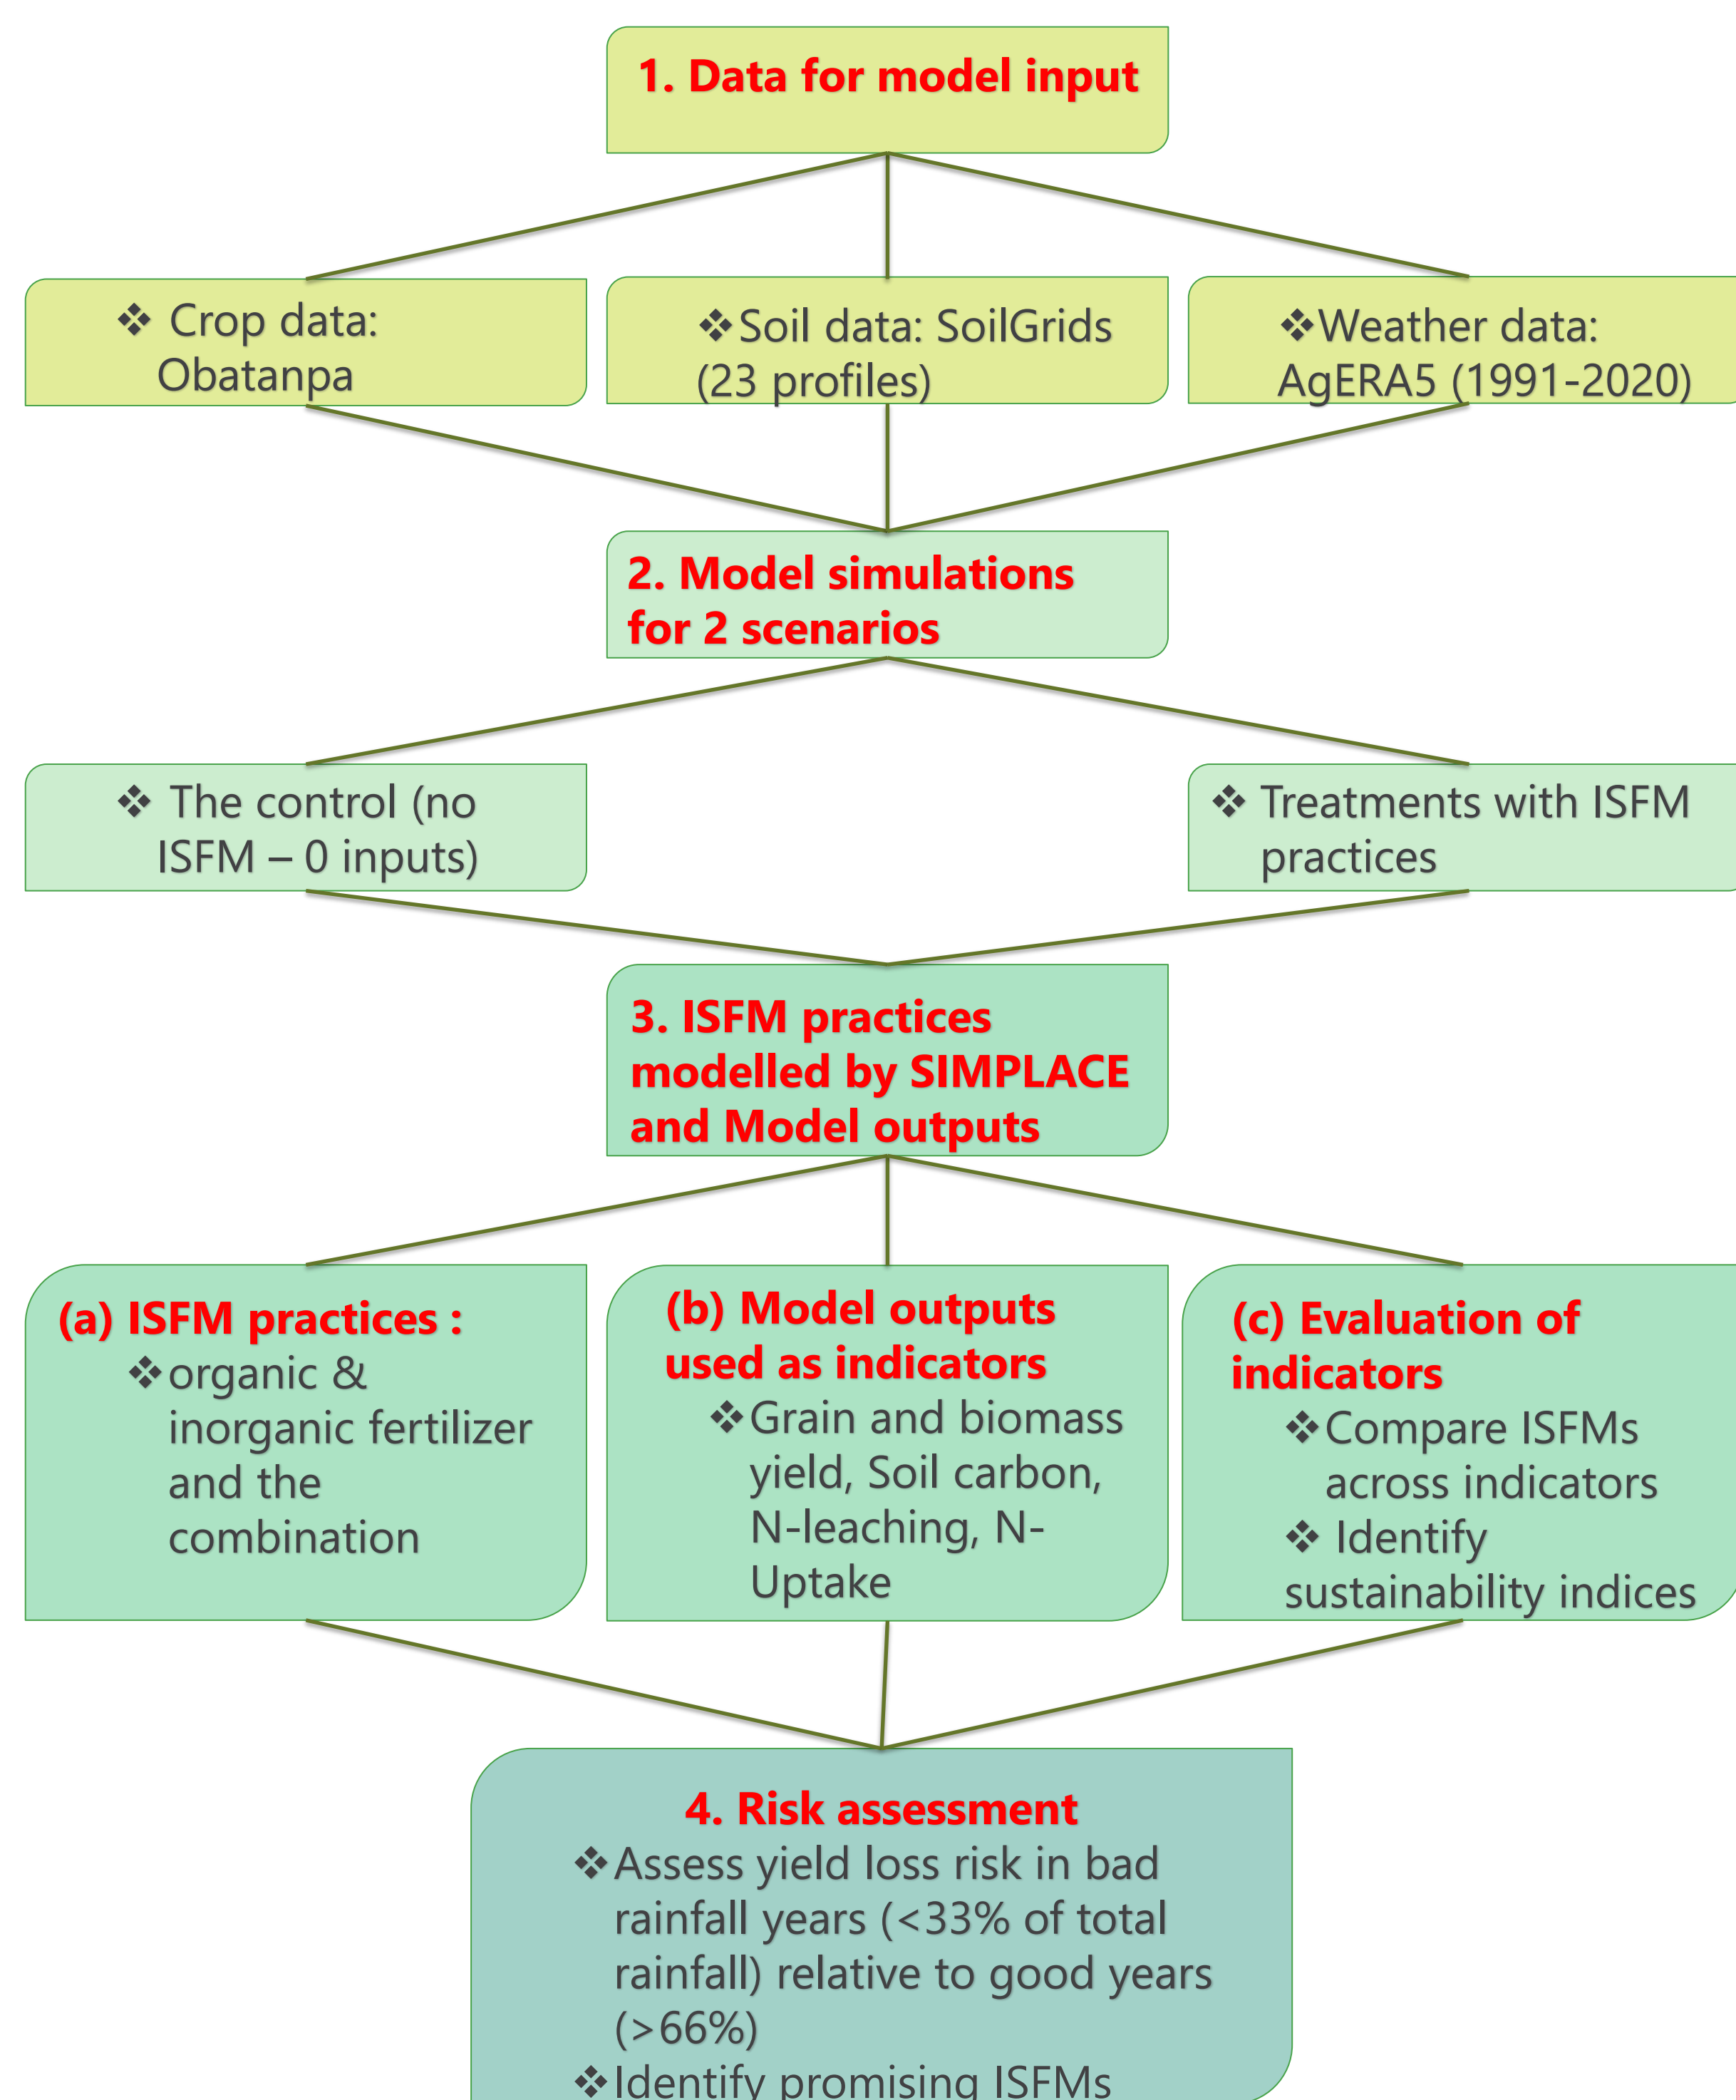 1. Data for model input
❖ Crop data:
Obatanpa
❖Soil data: SoilGrids
(23 profiles)
❖Weather data:
AgERA5 (1991-2020)
2. Model simulations
for 2 scenarios
❖ The control (no
ISFM – 0 inputs)
❖ Treatments with ISFM
practices
3. ISFM practices
modelled by SIMPLACE
and Model outputs
(a) ISFM practices :
❖organic &
inorganic fertilizer
and the
combination
(b) Model outputs
used as indicators
❖Grain and biomass
yield, Soil carbon,
N-leaching, N-
Uptake
(c) Evaluation of
indicators
❖Compare ISFMs
across indicators
❖ Identify
sustainability indices
4. Risk assessment
❖Assess yield loss risk in bad
rainfall years (<33% of total
rainfall) relative to good years
(>66%)
❖Identify promising ISFMs